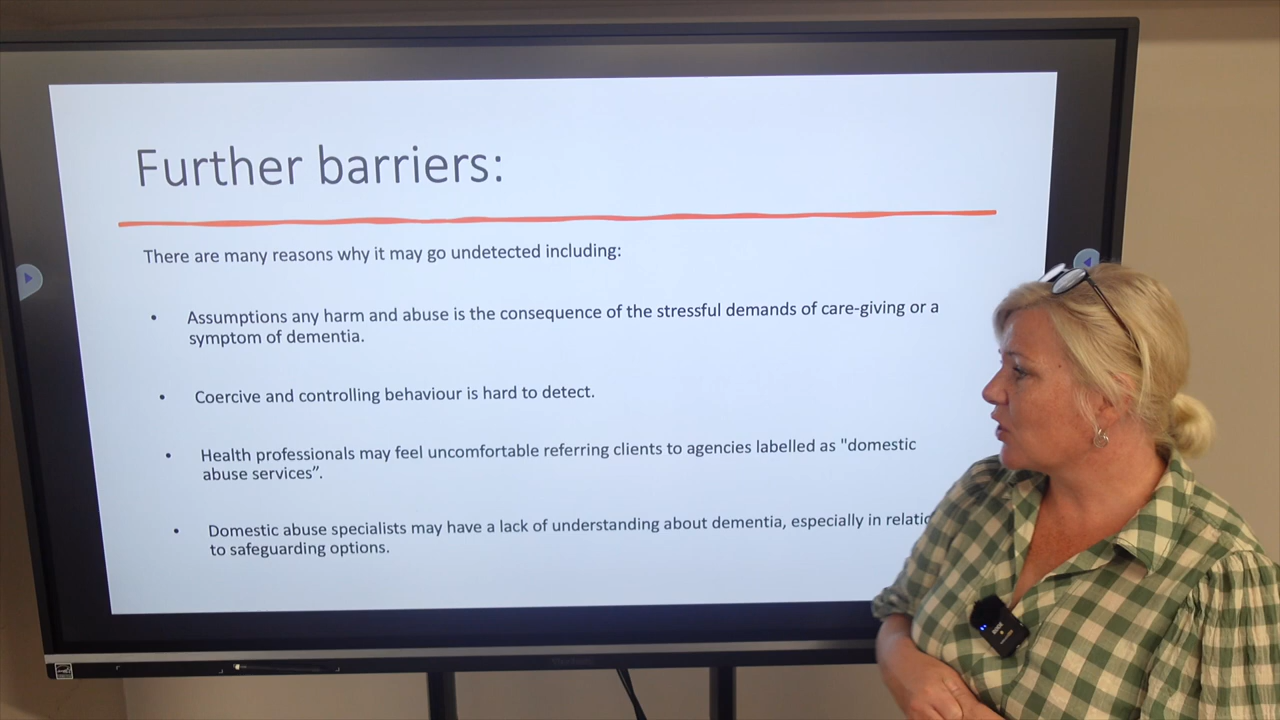 Further barriers:
There are many reasons why it may go undetected including:
• Assumptions any harm and abuse is the consequence of the stressful demands of care-giving or a
symptom of dementia.
• Coercive and controlling behaviour is hard to detect.
• Health professionals may feel uncomfortable referring clients to agencies labelled as "domestic
abuse services”.
• Domestic abuse specialists may have a lack of understanding about dementia, especially in
to safeguarding options.